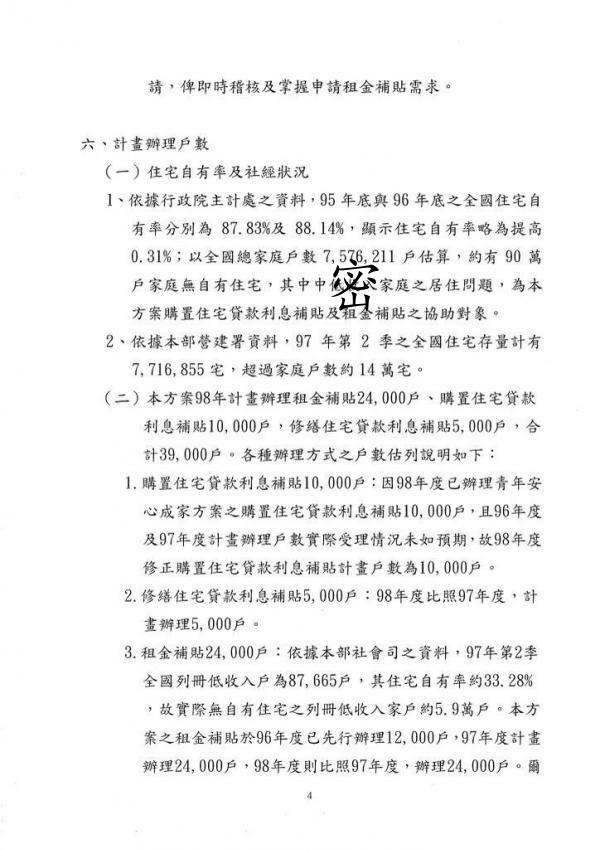 請，俾即時稽核及掌握申請租金補貼需求。
六、計畫辦理戶數
（一）住宅自有率及社經狀況
1、依據行政院主計處之資料，95 年底與 96 年底之全國住宅自
有率分別為 87.83%及 88.14%，顯示住宅自有率略為提高
0.31%；以全國總家庭戶數 7,576,211 戶估算，約有 90 萬
戶家庭無自有住宅，其中中低 家庭之居住問題，為本
密
方案購置住宅貸款利息補貼及租金補貼之協助對象。
2、依據本部營建署資料，97 年第 2 季之全國住宅存量計有
7,716,855 宅，超過家庭戶數約 14 萬宅。
（二）本方案98年計畫辦理租金補貼24,000戶、購置住宅貸款
利息補貼10,000戶，修繕住宅貸款利息補貼5,000戶，合
計39,000戶。各種辦理方式之戶數估列說明如下：
1.購置住宅貸款利息補貼10,000戶：因98年度已辦理青年安
心成家方案之購置住宅貸款利息補貼10,000戶，且96年度
及97年度計畫辦理戶數實際受理情況未如預期，故98年度
修正購置住宅貸款利息補貼計畫戶數為10,000戶。
2.修繕住宅貸款利息補貼5,000戶：98年度比照97年度，計
畫辦理5,000戶。
3.租金補貼24,000戶：依據本部社會司之資料，97年第2季
全國列冊低收入戶為87,665戶，其住宅自有率約33.28%
，故實際無自有住宅之列冊低收入家戶約5.9萬戶。本方
案之租金補貼於96年度已先行辦理12,000戶，97年度計畫
辦理24,000戶，98年度則比照97年度，辦理24,000戶。爾
4